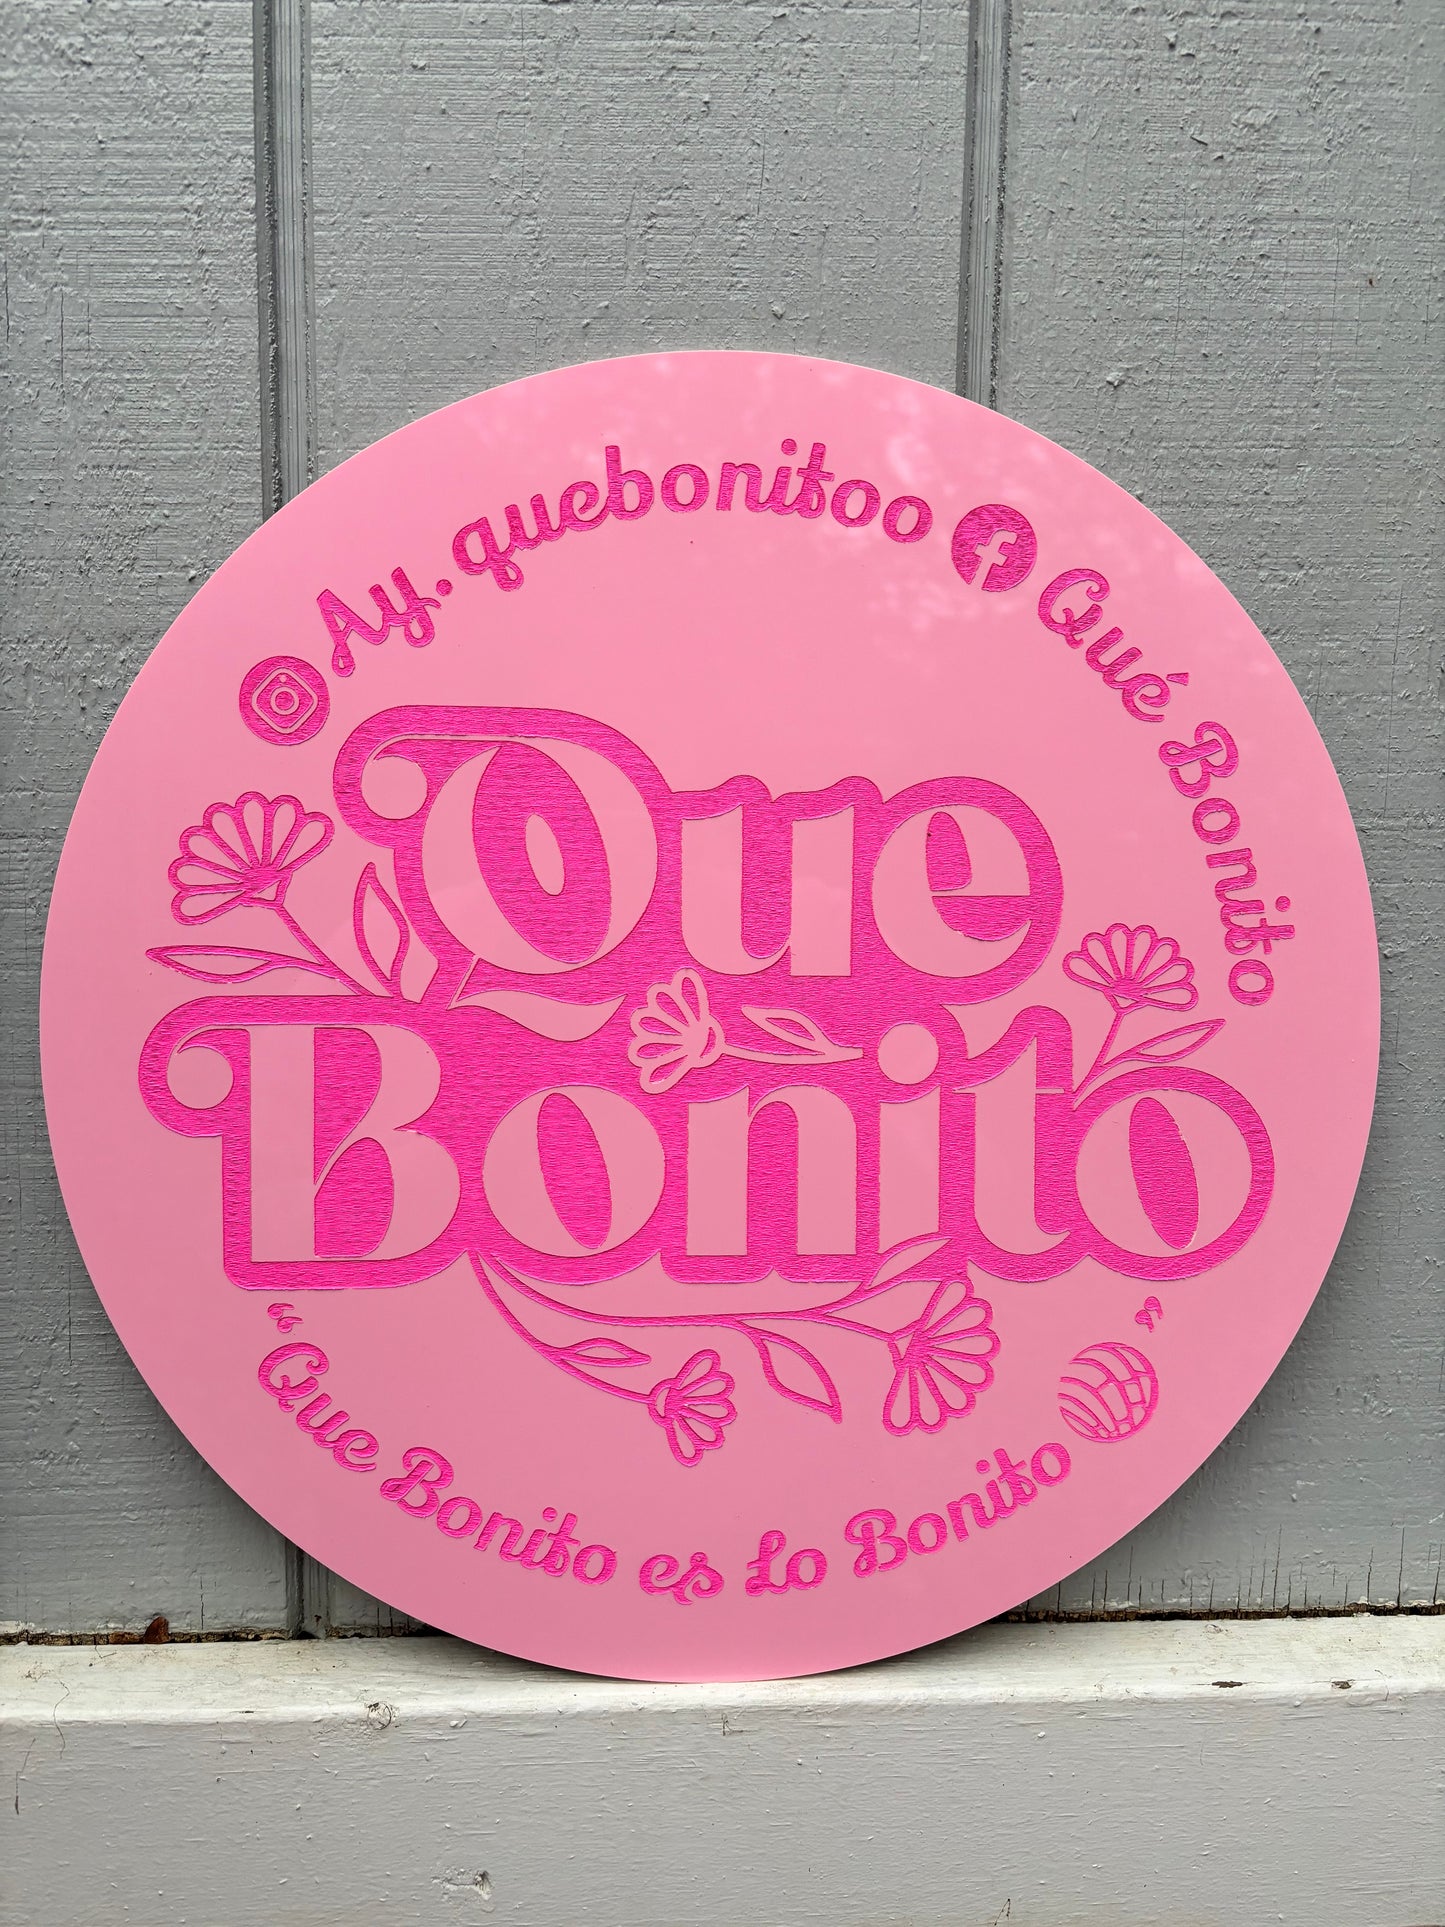 Ay.quebonitoo
Qué Bonito
Que
Bonito
“Que Bonito es Lo Bonito”